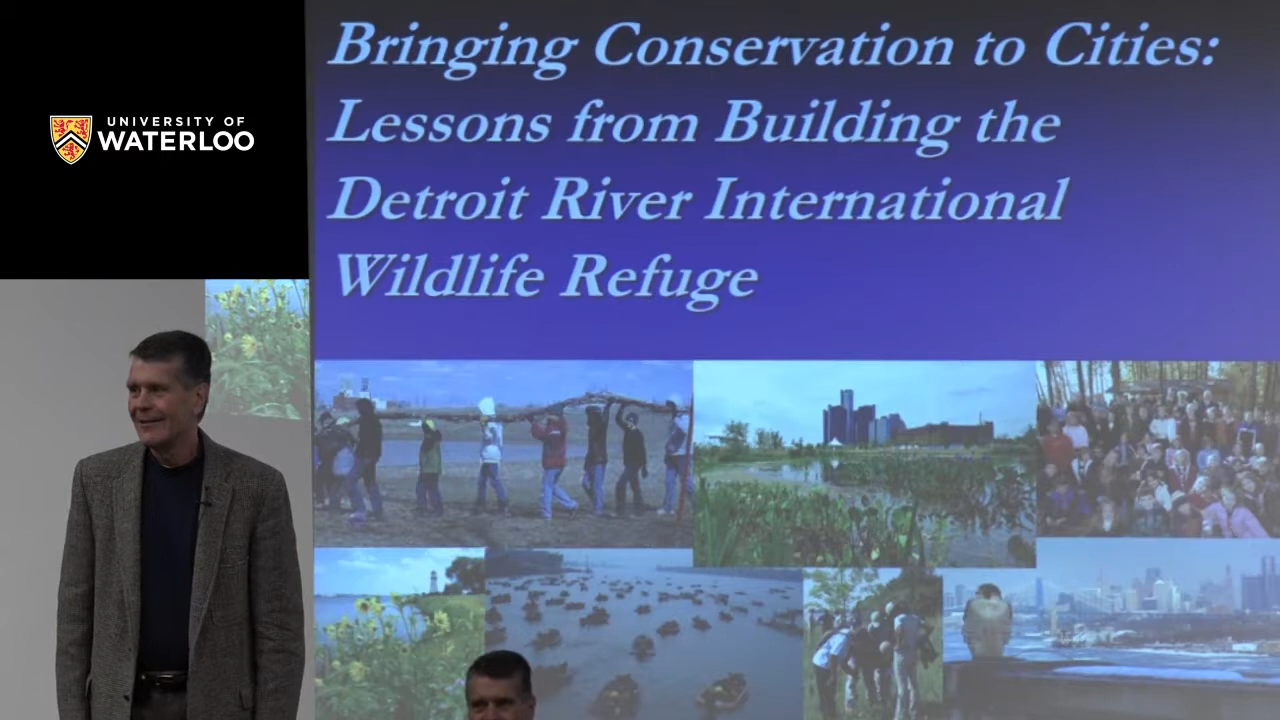 UNIVERSITY OF
WATERLOO
Bringing Conservation to Cities:
Lessons from Building the
Detroit River International
Wildlife Refuge